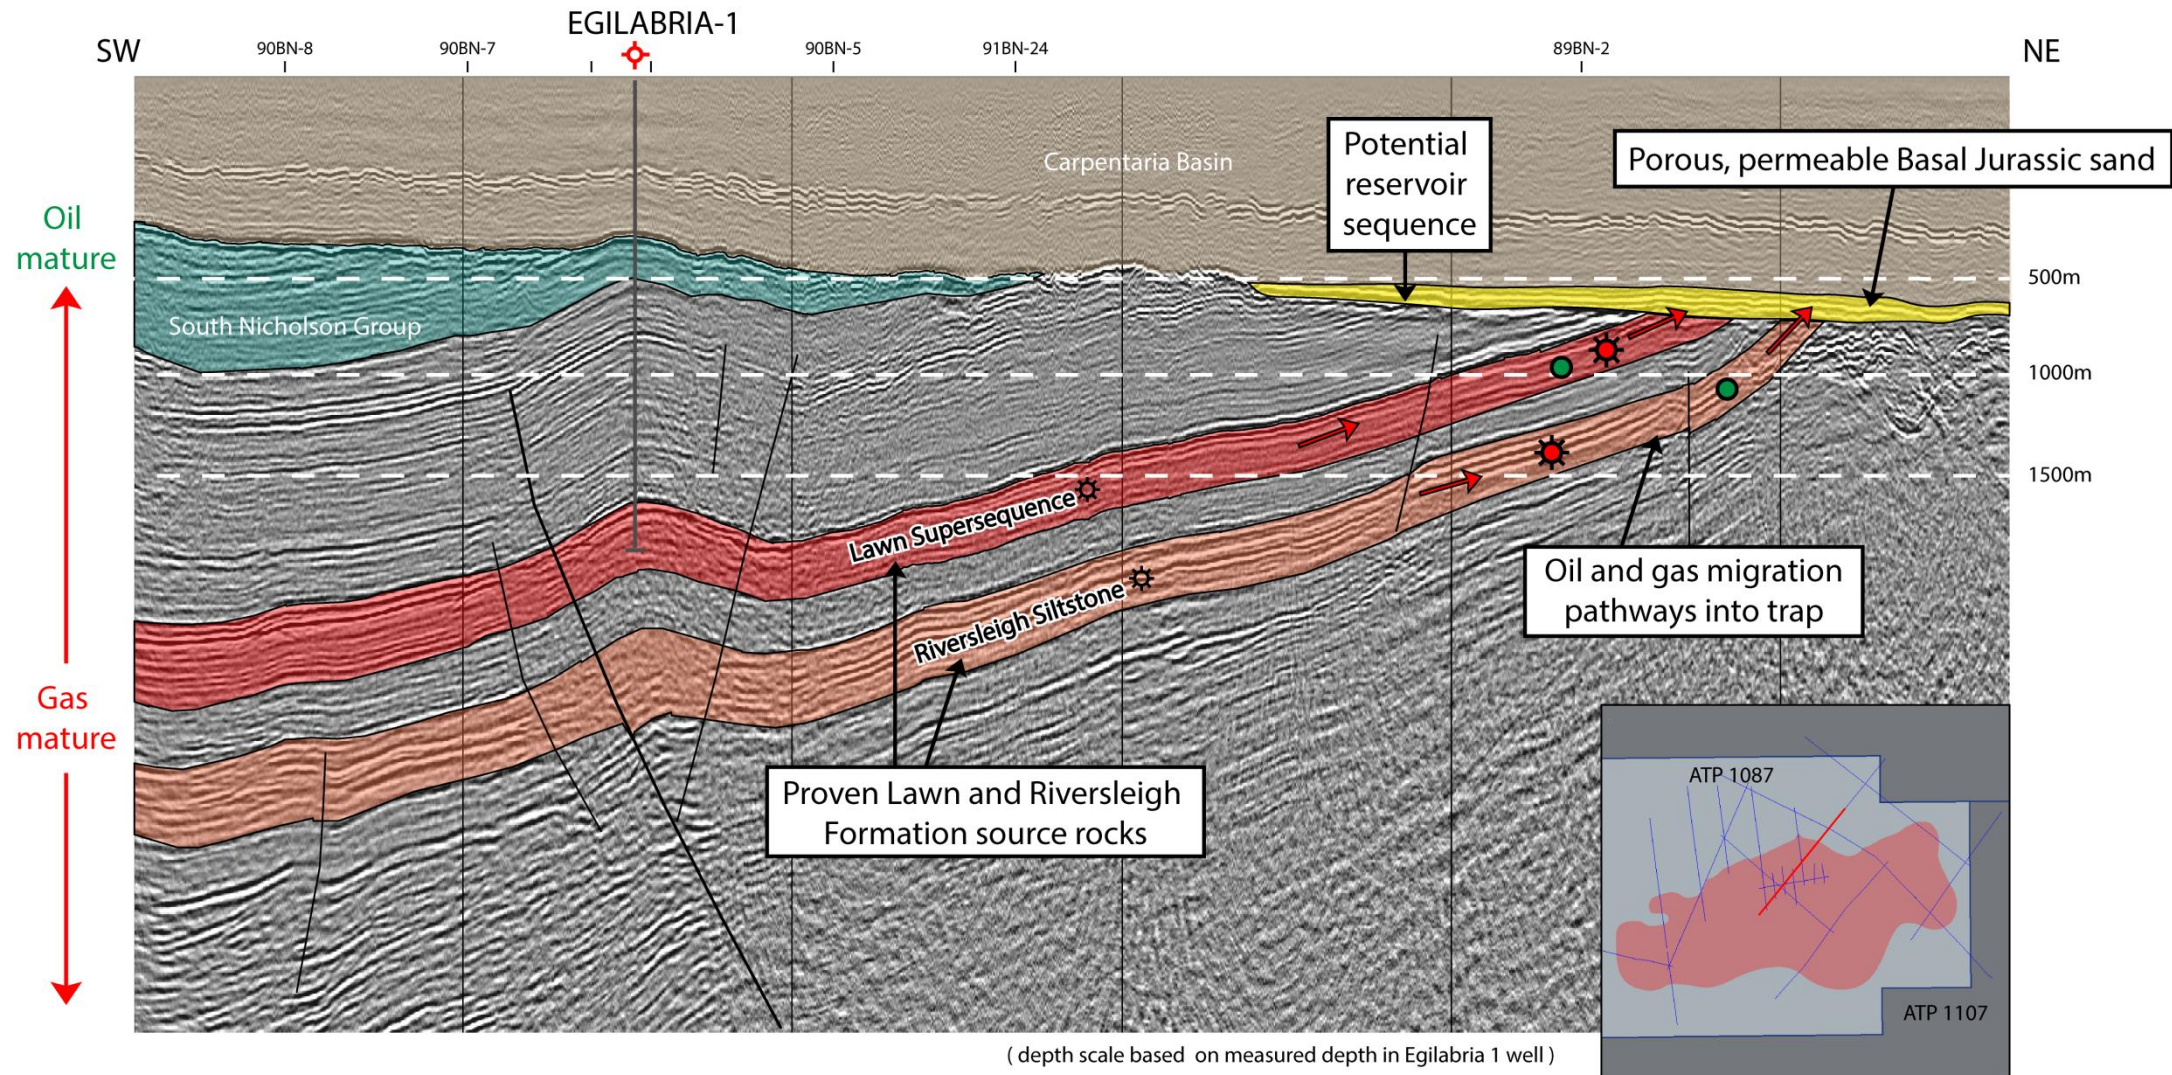 EGILABRIA-1
SW
90BN-8
90BN-7
90BN-5
91BN-24
89BN-2
NE
Carpentaria Basin
Potential
reservoir
sequence
Porous, permeable Basal Jurassic sand
Oil
mature
500m
South Nicholson Group
1000m
1500m
Lawn Supersequence
Riversleigh Siltstone
Oil and gas migration
pathways into trap
Gas
mature
Proven Lawn and Riversleigh
Formation source rocks
ATP 1087
ATP 1107
( depth scale based on measured depth in Egilabria 1 well )